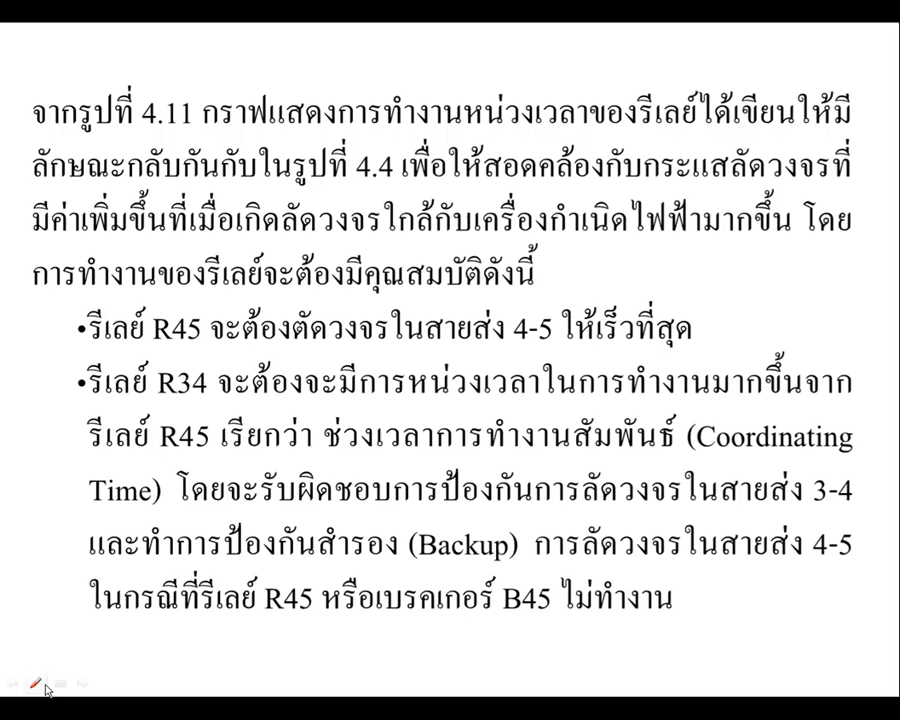 จากรูปที่ 4.11 กราฟแสดงการทำงานหน่วงเวลาของรีเลย์ได้เขียนให้มี
ลักษณะกลับกันกับในรูปที่ 4.4 เพื่อให้สอดคล้องกับกระแสลัดวงจรที่
มีค่าเพิ่มขึ้นที่เมื่อเกิดลัดวงจรใกล้กับเครื่องกำเนิดไฟฟ้ามากขึ้น โดย
การทำงานของรีเลย์จะต้องมีคุณสมบัติดังนี้
•รีเลย์ R45 จะต้องตัดวงจรในสายส่ง 4-5 ให้เร็วที่สุด
•รีเลย์ R34 จะต้องจะมีการหน่วงเวลาในการทำงานมากขึ้นจาก
รีเลย์ R45 เรียกว่า ช่วงเวลาการทำงานสัมพันธ์ (Coordinating
Time) โดยจะรับผิดชอบการป้องกันการลัดวงจรในสายส่ง 3-4
และทำการป้องกันสำรอง (Backup) การลัดวงจรในสายส่ง 4-5
ในกรณีที่รีเลย์ R45 หรือเบรคเกอร์ B45 ไม่ทำงาน